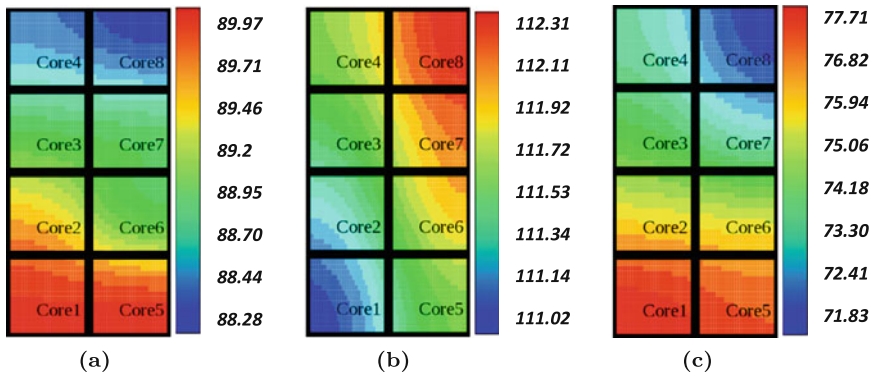 Core4 Core8
Core3 Core7
Core2 Core6
Core1 Core5
89.97
89.71
89.46
89.2
88.95
88.70
88.44
88.28
(a)
Core4 Core8
Core3 Core7
Core2 Core6
Core1 Core5
112.31
112.11
111.92
111.72
111.53
111.34
111.14
111.02
(b)
Core4 Core8
Core3 Core7
Core2 Core6
Core1 Core5
77.71
76.82
75.94
75.06
74.18
73.30
72.41
71.83
(c)